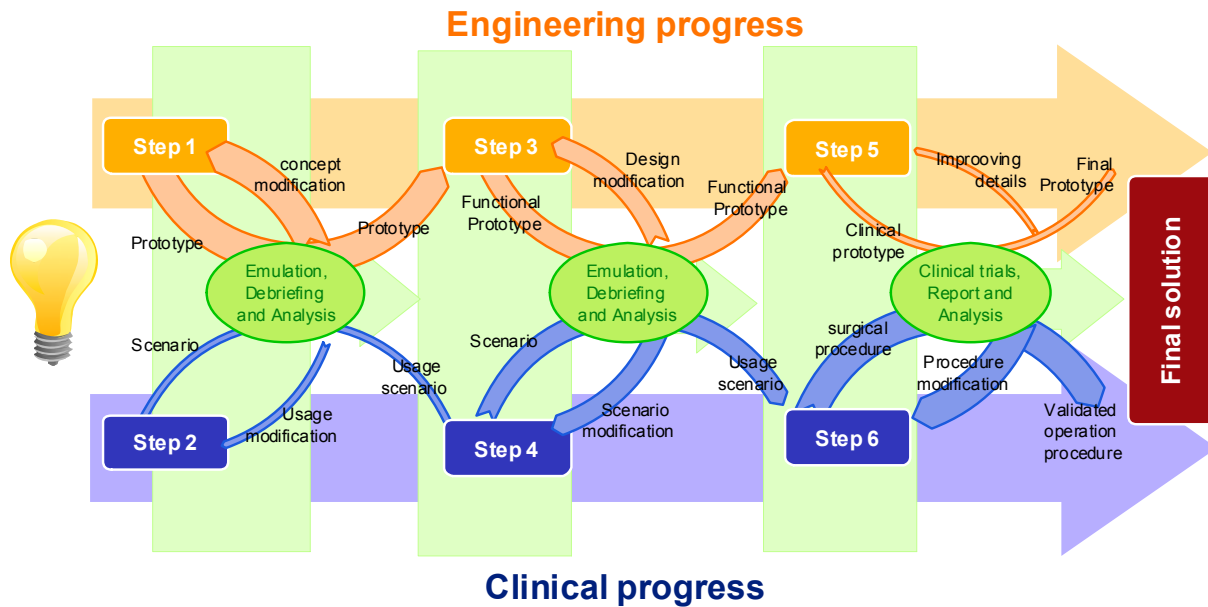 Engineering progress
Step 1
concept
modification
Prototype
Prototype
Step 3
Functional
Prototype
Design
modification
Functional
Prototype
Step 5
Improoving
details
Final
Prototype
Clinical
prototype
Emulation,
Debriefing
and Analysis
Emulation,
Debriefing
and Analysis
Clinical trials,
Report and
Analysis
Final solution
Scenario
Usage
modification
Step 2
Usage
scenario
Scenario
Scenario
modification
Step 4
Usage
scenario
surgical
procedure
Procedure
modification
Step 6
Validated
operation
procedure
Clinical progress